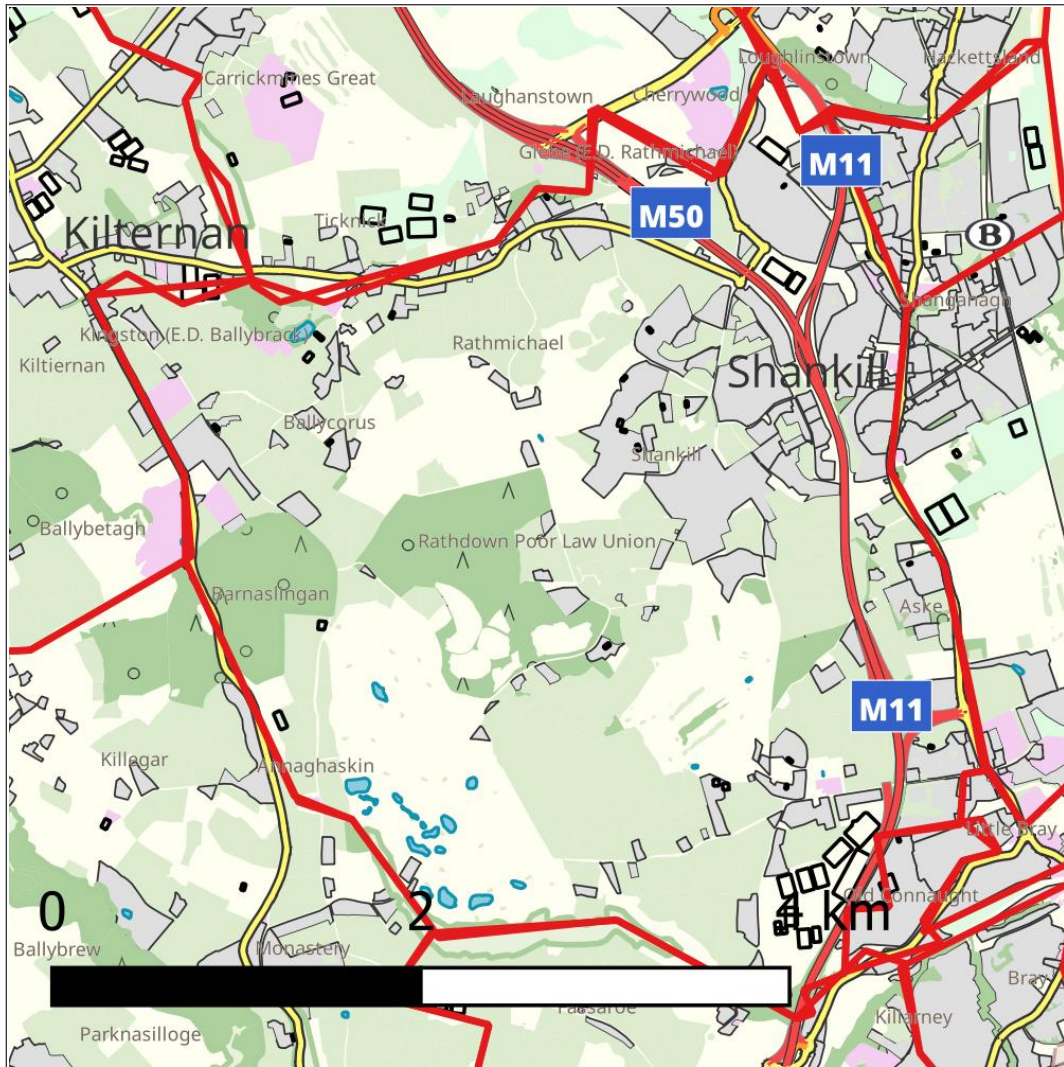 Loughlinstown
Hackettsland
Carrickmines Great
Laughanstown
Cherrywood
Glebe (E.D. Rathmichael)
M11
M50
Ticknick
Kilternan
B
Shanganagh
Kingston (E.D. Ballybrack)
Rathmichael
Kiltiernan
Shankill
Ballycorus
Shankill
Ballybetagh
Rathdown Poor Law Union
Barnaslingan
Aske
M11
Killegar
Annaghaskin
Little Bray
Old Connaught
0 2 4 km
Ballybrew
Monastery
Bray
Fassaroe
Killarney
Parknasilloge